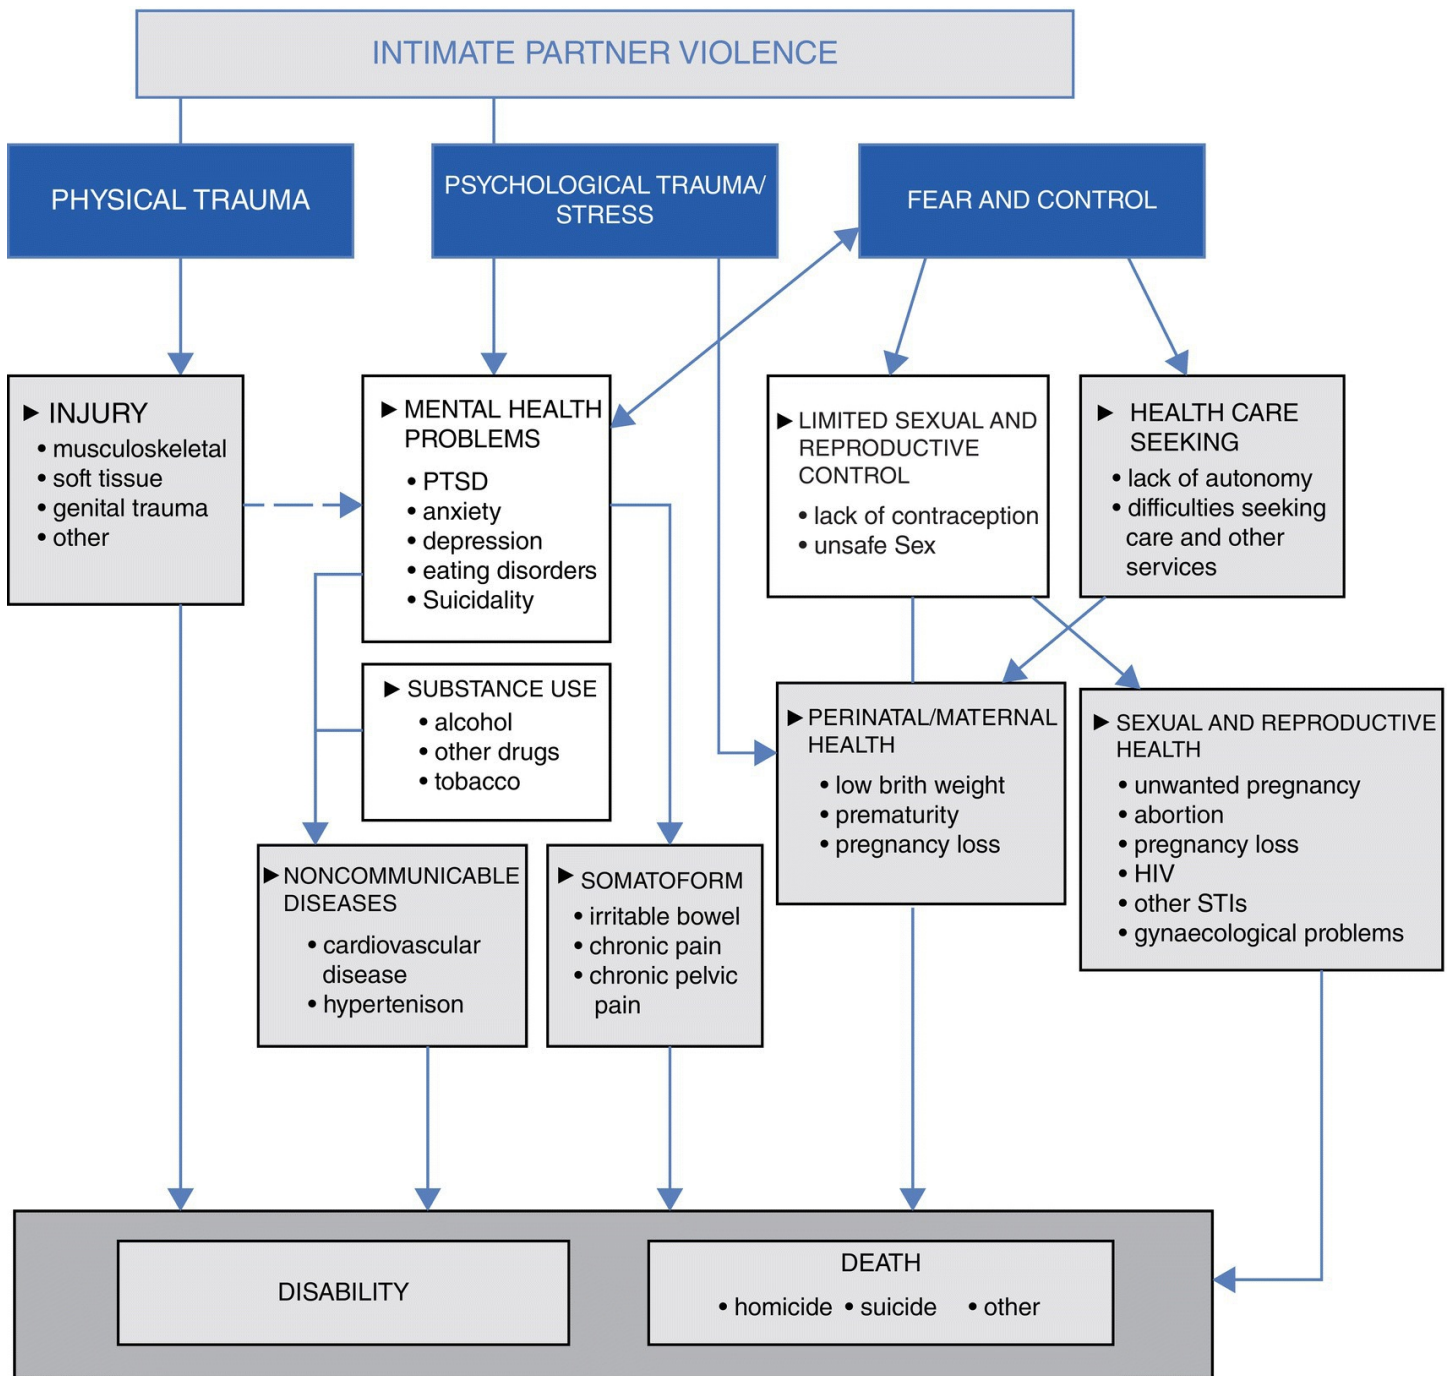 INTIMATE PARTNER VIOLENCE
PHYSICAL TRAUMA
PSYCHOLOGICAL TRAUMA/
STRESS
FEAR AND CONTROL
► INJURY
• musculoskeletal
• soft tissue
• genital trauma
• other
► MENTAL HEALTH
PROBLEMS
• PTSD
• anxiety
• depression
• eating disorders
• Suicidality
► LIMITED SEXUAL AND
REPRODUCTIVE
CONTROL
• lack of contraception
• unsafe Sex
► HEALTH CARE
SEEKING
• lack of autonomy
• difficulties seeking
care and other
services
► SUBSTANCE USE
• alcohol
• other drugs
• tobacco
► PERINATAL/MATERNAL
HEALTH
• low brith weight
• prematurity
• pregnancy loss
► SEXUAL AND REPRODUCTIVE
HEALTH
• unwanted pregnancy
• abortion
• pregnancy loss
• HIV
• other STIs
• gynaecological problems
► NONCOMMUNICABLE
DISEASES
• cardiovascular
disease
• hypertenison
► SOMATOFORM
• irritable bowel
• chronic pain
• chronic pelvic
pain
DISABILITY
DEATH
• homicide • suicide • other